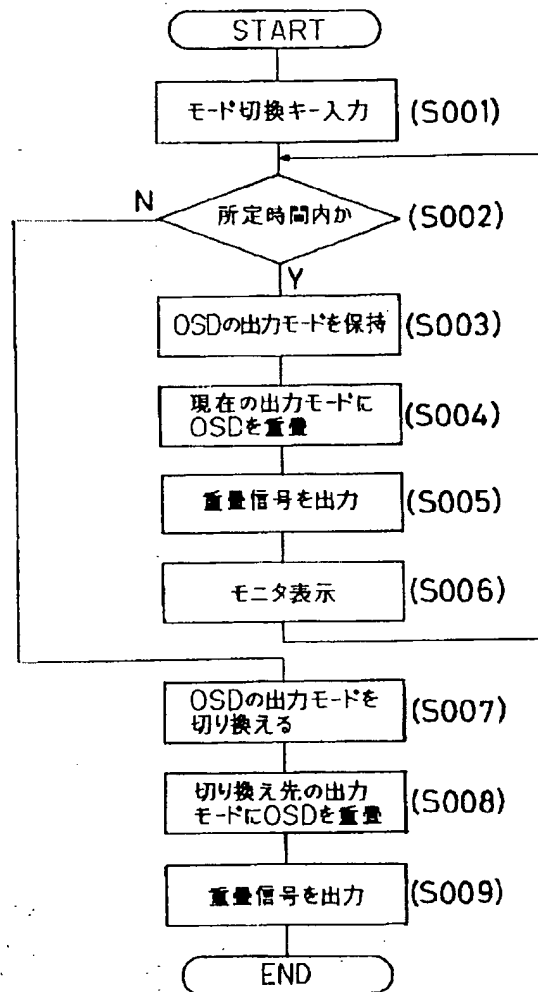 START
モード切換キー入力 (S001)
N 所定時間内か (S002)
Y
OSDの出力モードを保持 (S003)
現在の出力モードに
OSDを重畳 (S004)
重畳信号を出力 (S005)
モニタ表示 (S006)
OSDの出力モードを
切り換える (S007)
切り換え先の出力
モードにOSDを重畳 (S008)
重畳信号を出力 (S009)
END